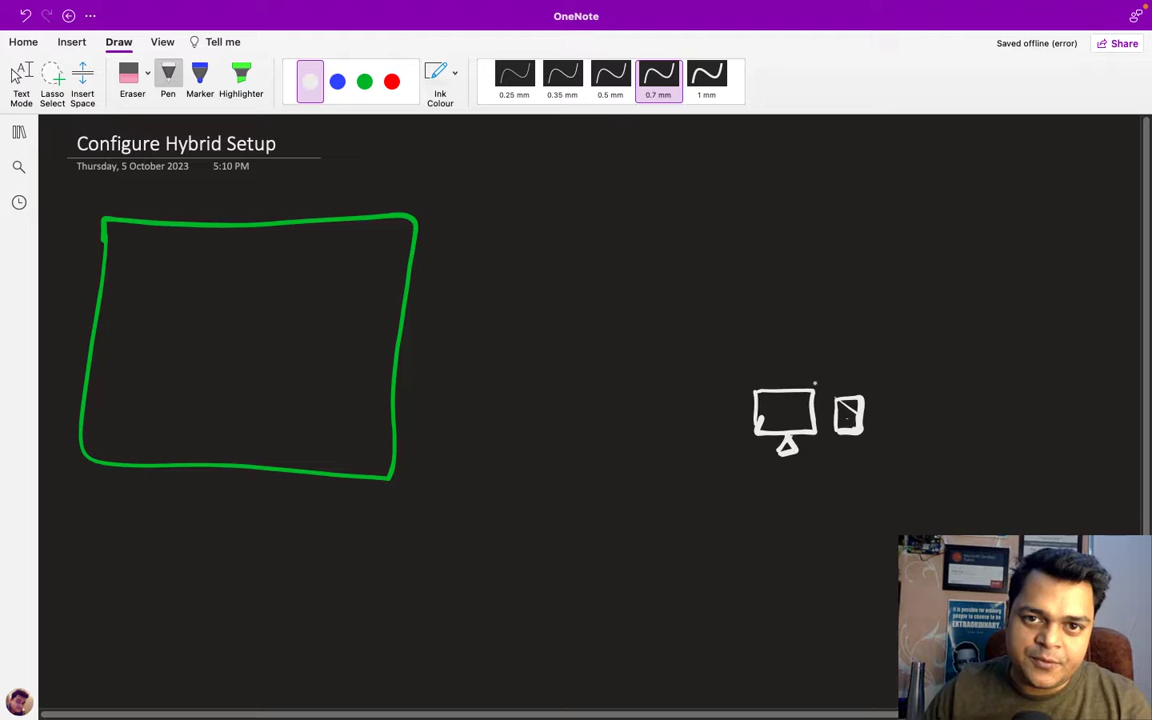 OneNote
Home Insert Draw View Tell me
Saved offline (error) Share
Text Mode
Lasso Select
Insert Space
Eraser
Pen
Marker
Highlighter
Ink Colour
0.25 mm 0.35 mm 0.5 mm 0.7 mm 1 mm
Configure Hybrid Setup
Thursday, 5 October 2023 5:10 PM
EXTRAORDINARY.